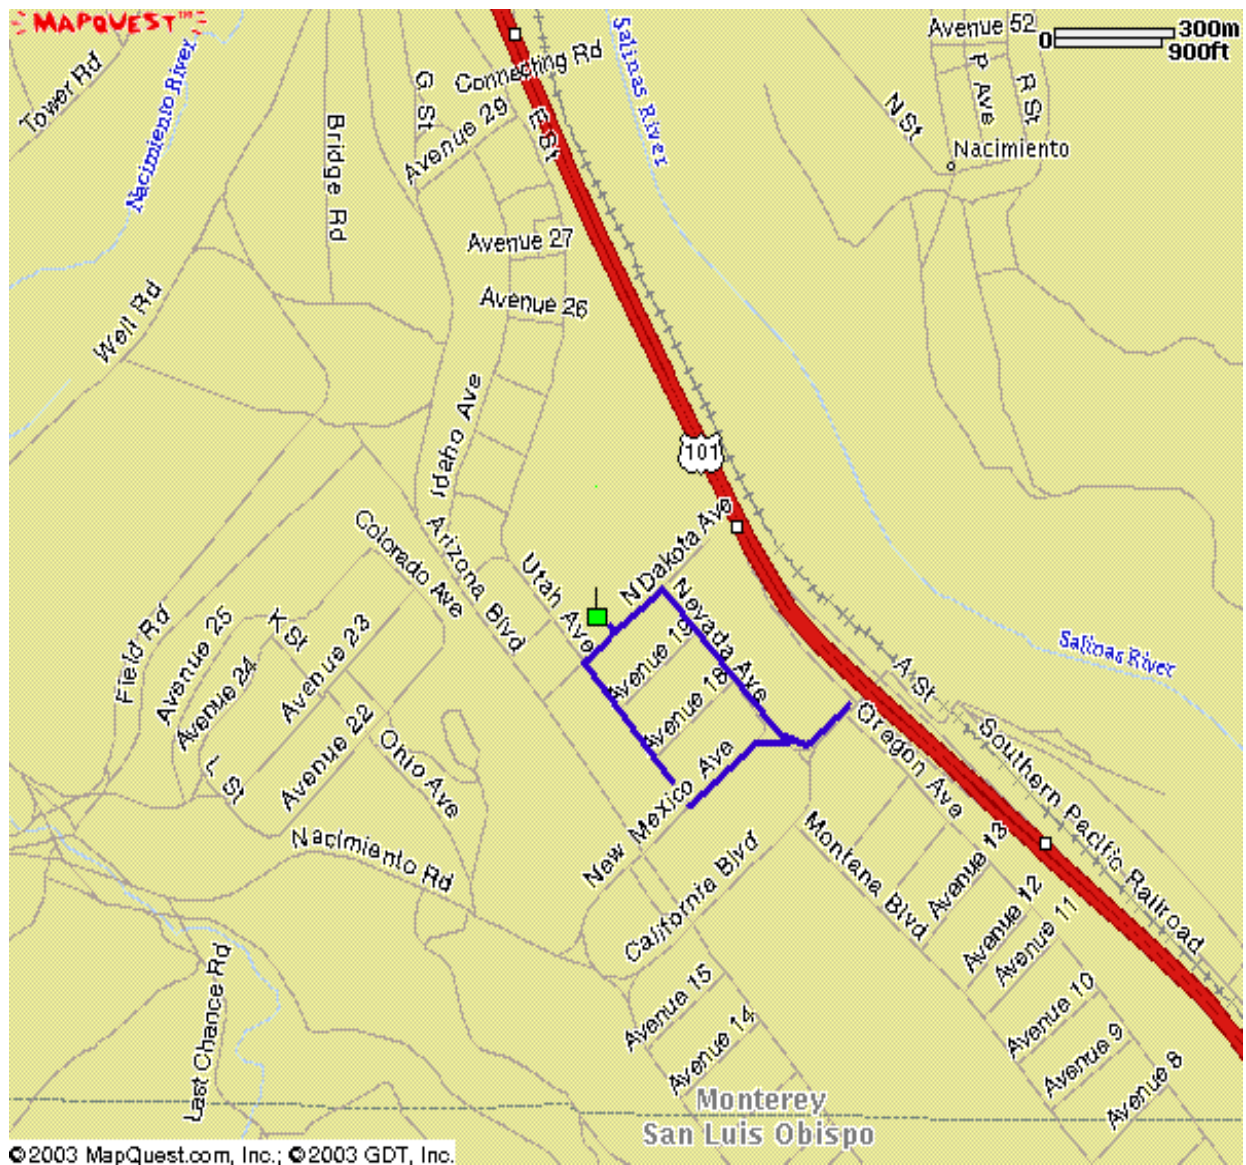 MAPQUEST™
Avenue 52
300m
0
900ft
Tower Rd
Nacimiento River
G St
Connecting Rd
Salinas River
P Ave
R St
N St
Bridge Rd
Avenue 29
E St
Nacimiento
Avenue 27
Avenue 26
Well Rd
Idaho Ave
101
Colorado Ave
Arizona Blvd
Utah Ave
N Dakota Ave
Nevada Ave
Field Rd
Avenue 25
K St
Avenue 23
Avenue 24
Avenue 19
Avenue 18
Salinas River
A St
Avenue 22
Ohio Ave
L St
New Mexico Ave
Oregon Ave
Southern Pacific Railroad
Nacimiento Rd
California Blvd
Montana Blvd
Avenue 13
Avenue 12
Avenue 11
Last Chance Rd
Avenue 15
Avenue 14
Avenue 10
Avenue 9
Avenue 8
Monterey
San Luis Obispo
©2003 MapQuest.com, Inc.; ©2003 GDT, Inc.